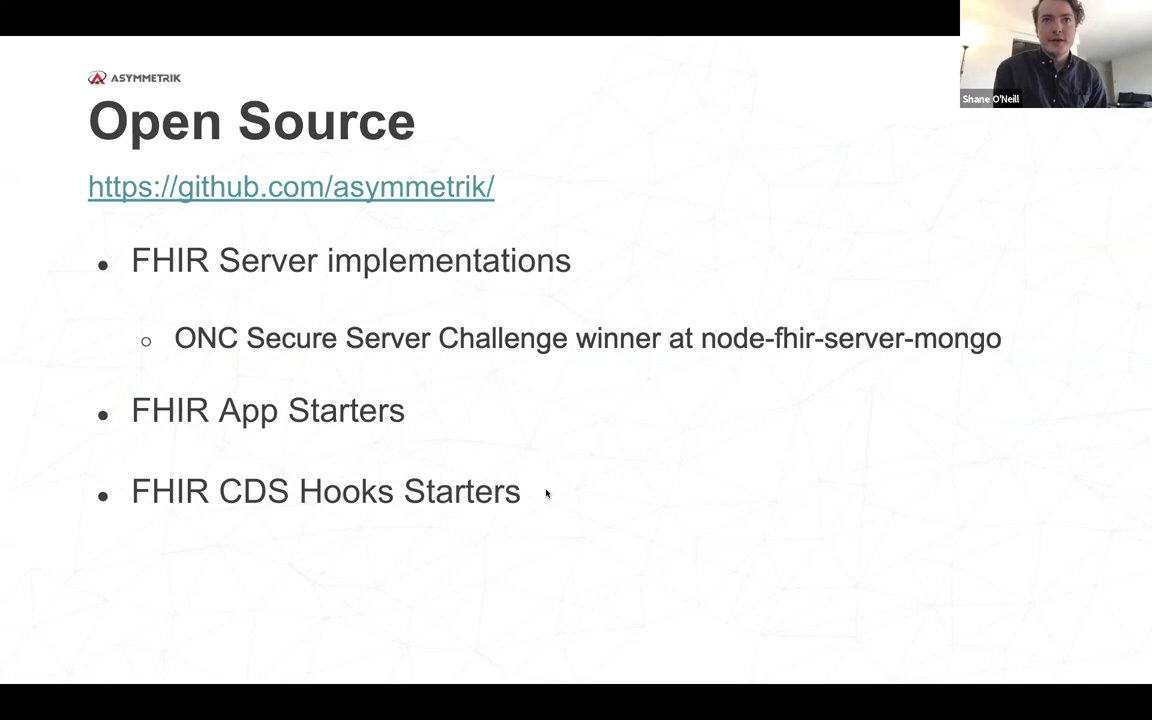 ASYMMETRIK
Open Source
https://github.com/asymmetrik/
FHIR Server implementations
ONC Secure Server Challenge winner at node-fhir-server-mongo
FHIR App Starters
FHIR CDS Hooks Starters
Shane O'Neill